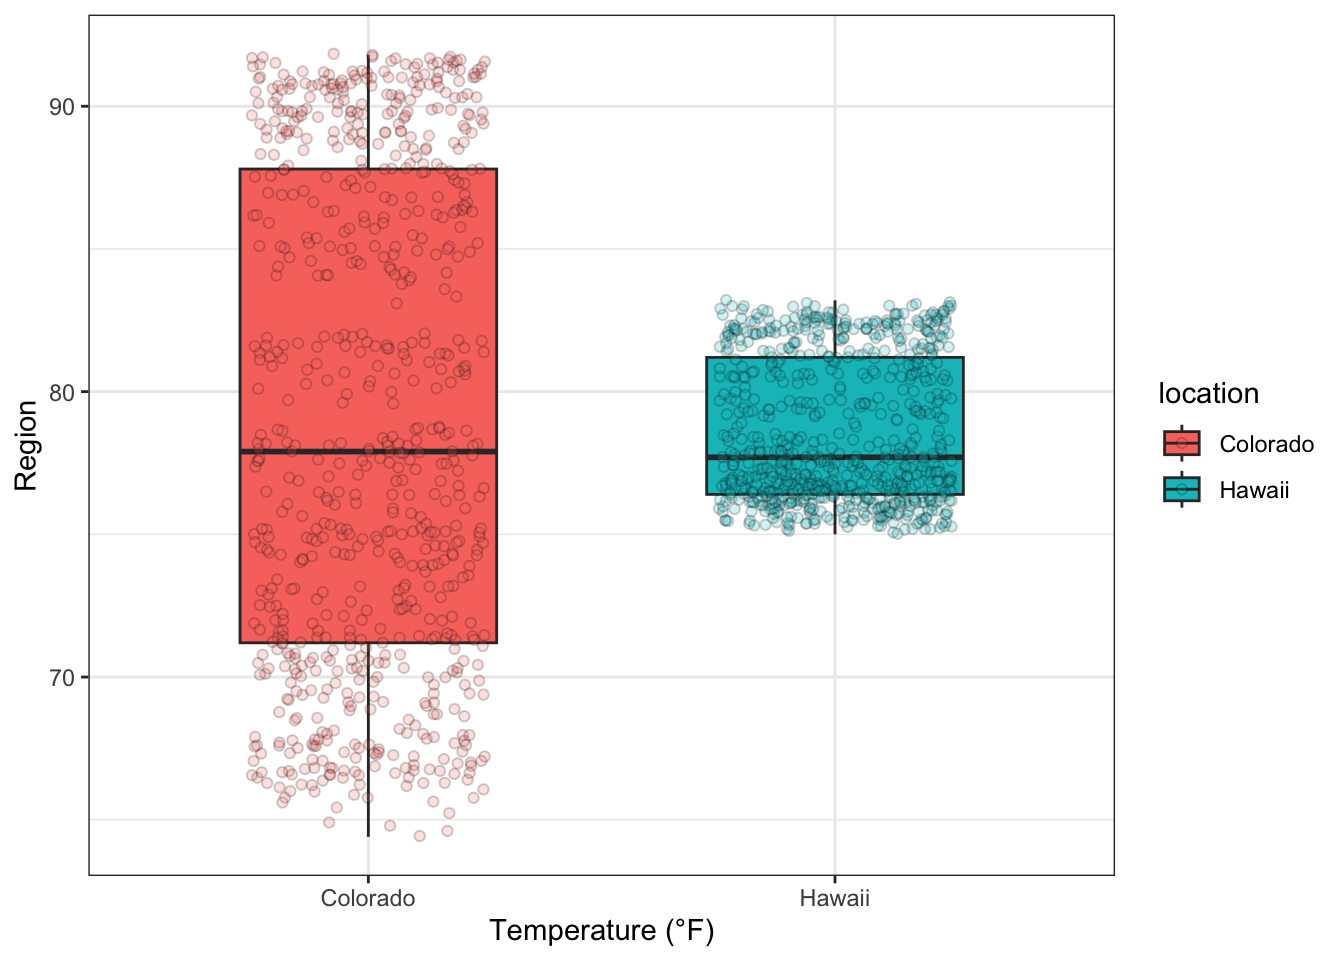 90
80
70
Region
Colorado
Hawaii
Temperature (°F)
location
Colorado
Hawaii